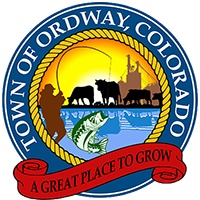 TOWN OF ORDWAY, COLORADO
A GREAT PLACE TO GROW